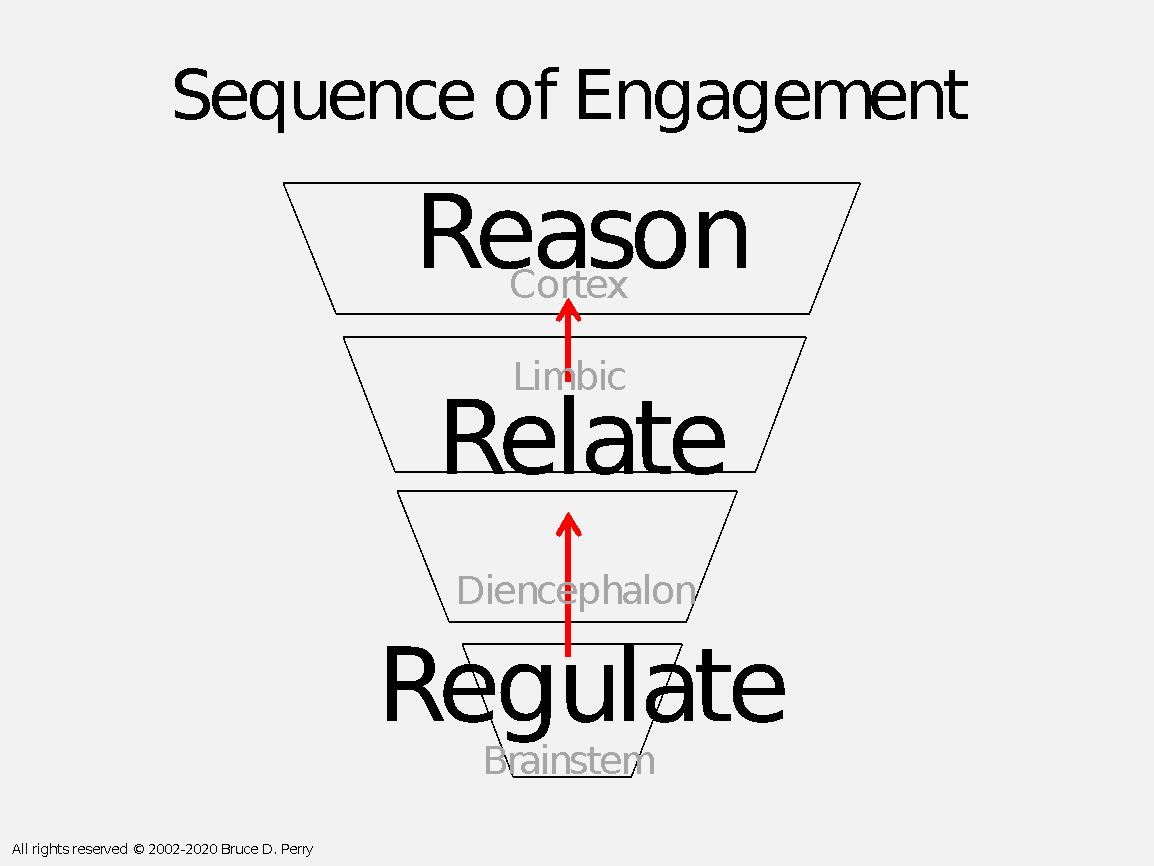 Sequence of Engagement
Reason
Cortex
Limbic
Relate
Diencephalon
Regulate
Brainstem
All rights reserved © 2002-2020 Bruce D. Perry